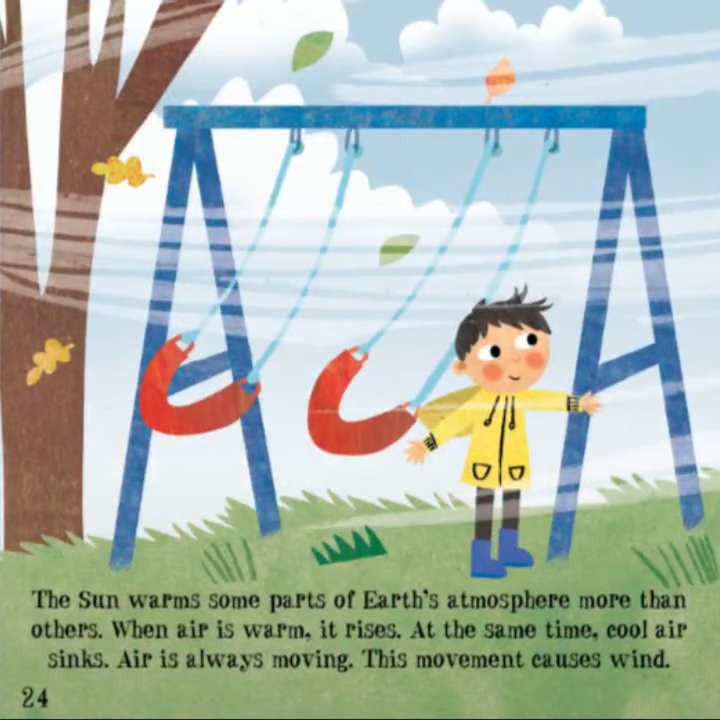 The Sun warms some parts of Earth's atmosphere more than
others. When air is warm, it rises. At the same time, cool air
sinks. Air is always moving. This movement causes wind.
24